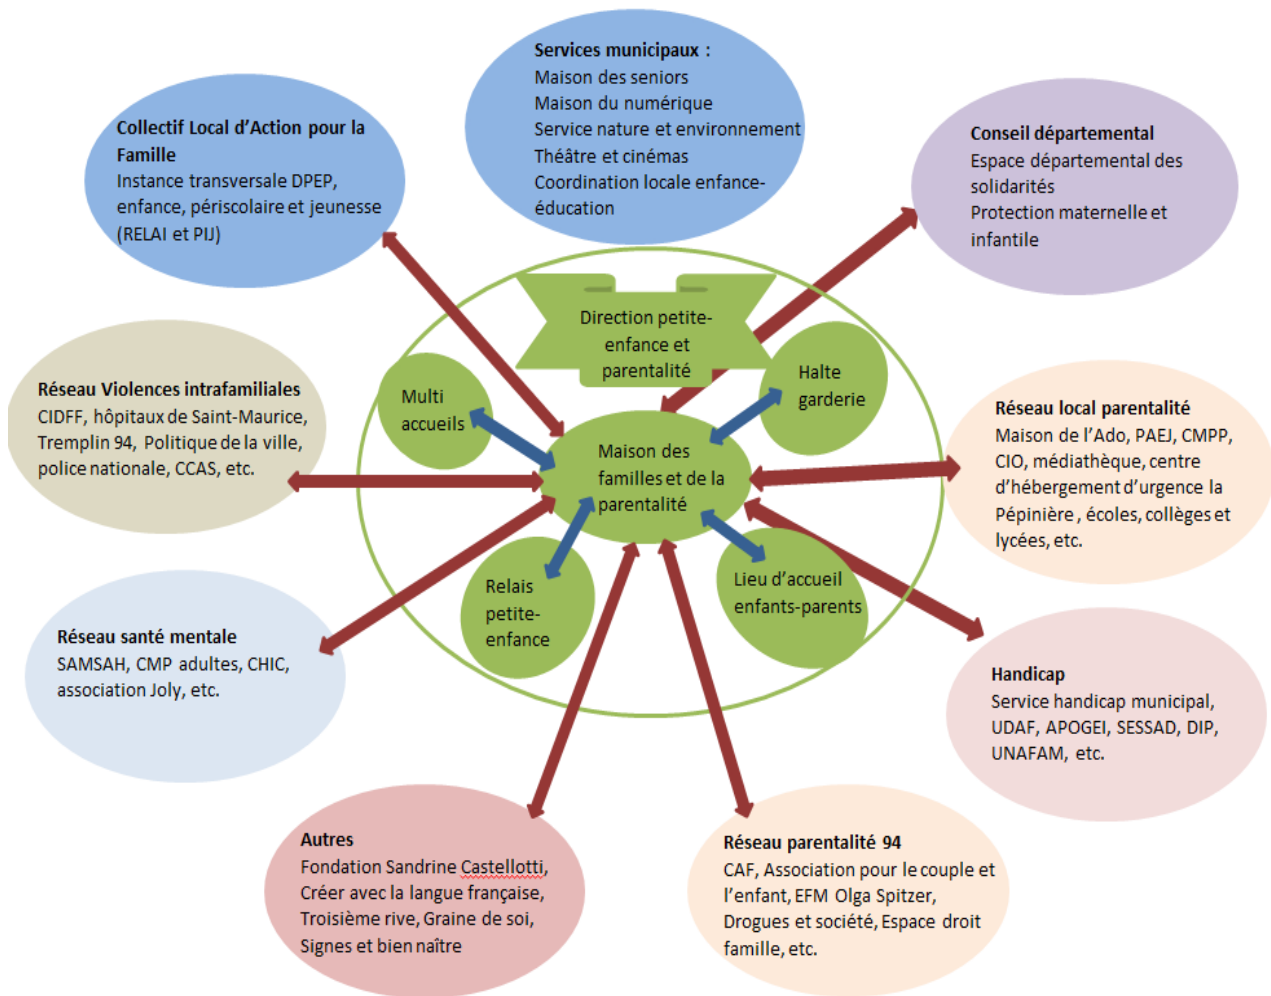 Services municipaux :
Maison des seniors
Maison du numérique
Service nature et environnement
Théâtre et cinémas
Coordination locale enfance-
éducation
Collectif Local d’Action pour la
Famille
Instance transversale DPEP,
enfance, périscolaire et jeunesse
(RELAI et PIJ)
Conseil départemental
Espace départemental des
solidarités
Protection maternelle et
infantile
Direction petite-
enfance et
parentalité
Multi
accueils
Halte
garderie
Maison des
familles et de la
parentalité
Relais
petite-
enfance
Lieu d’accueil
enfants-parents
Réseau Violences intrafamiliales
CIDFF, hôpitaux de Saint-Maurice,
Tremplin 94, Politique de la ville,
police nationale, CCAS, etc.
Réseau local parentalité
Maison de l’Ado, PAEJ, CMPP,
CIO, médiathèque, centre
d’hébergement d’urgence la
Pépinière , écoles, collèges et
lycées, etc.
Réseau santé mentale
SAMSAH, CMP adultes, CHIC,
association Joly, etc.
Handicap
Service handicap municipal,
UDAF, APOGEI, SESSAD, DIP,
UNAFAM, etc.
Autres
Fondation Sandrine Castellotti,
Créer avec la langue française,
Troisième rive, Graine de soi,
Signes et bien naître
Réseau parentalité 94
CAF, Association pour le couple et
l’enfant, EFM Olga Spitzer,
Drogues et société, Espace droit
famille, etc.